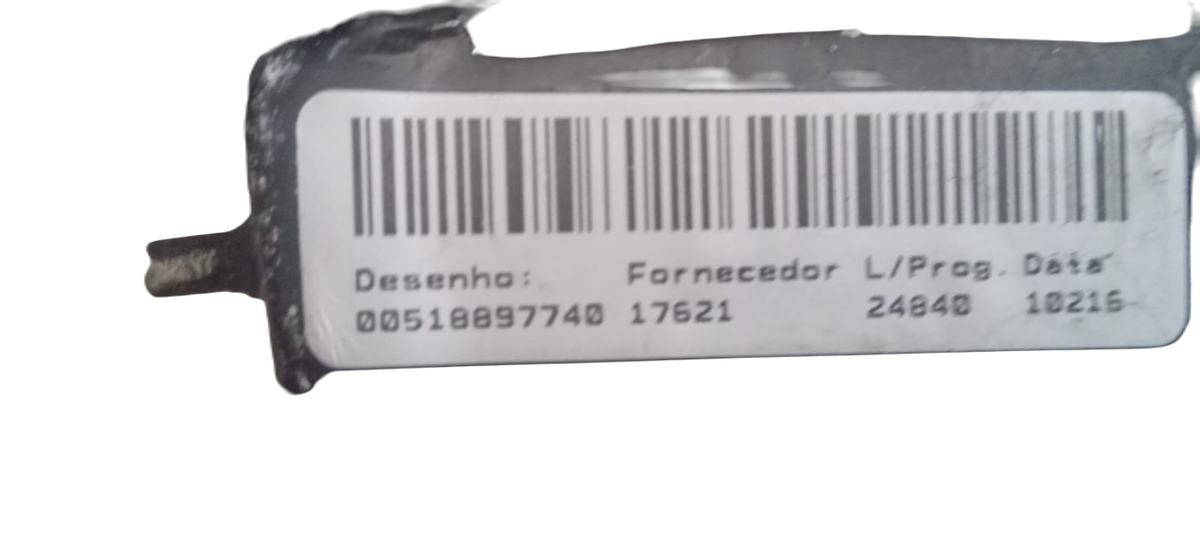 Desenho: Fornecedor L/Prog. Data
00518897740 17621 24840 10216